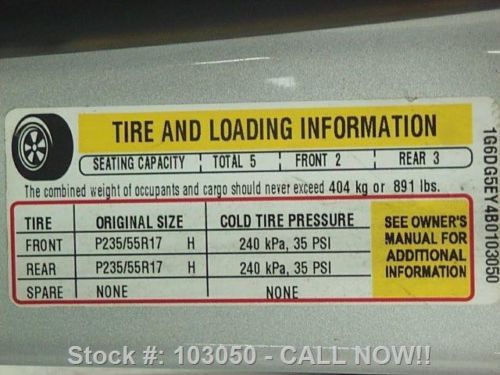 TIRE AND LOADING INFORMATION
SEATING CAPACITY TOTAL 5 FRONT 2 REAR 3
The combined weight of occupants and cargo should never exceed 404 kg or 891 lbs.
TIRE ORIGINAL SIZE COLD TIRE PRESSURE
FRONT P235/55R17 H 240 kPa, 35 PSI
REAR P235/55R17 H 240 kPa, 35 PSI
SPARE NONE NONE
SEE OWNER'S
MANUAL FOR
ADDITIONAL
INFORMATION
1G6DG5EY4B0103050
Stock #: 103050 - CALL NOW!!